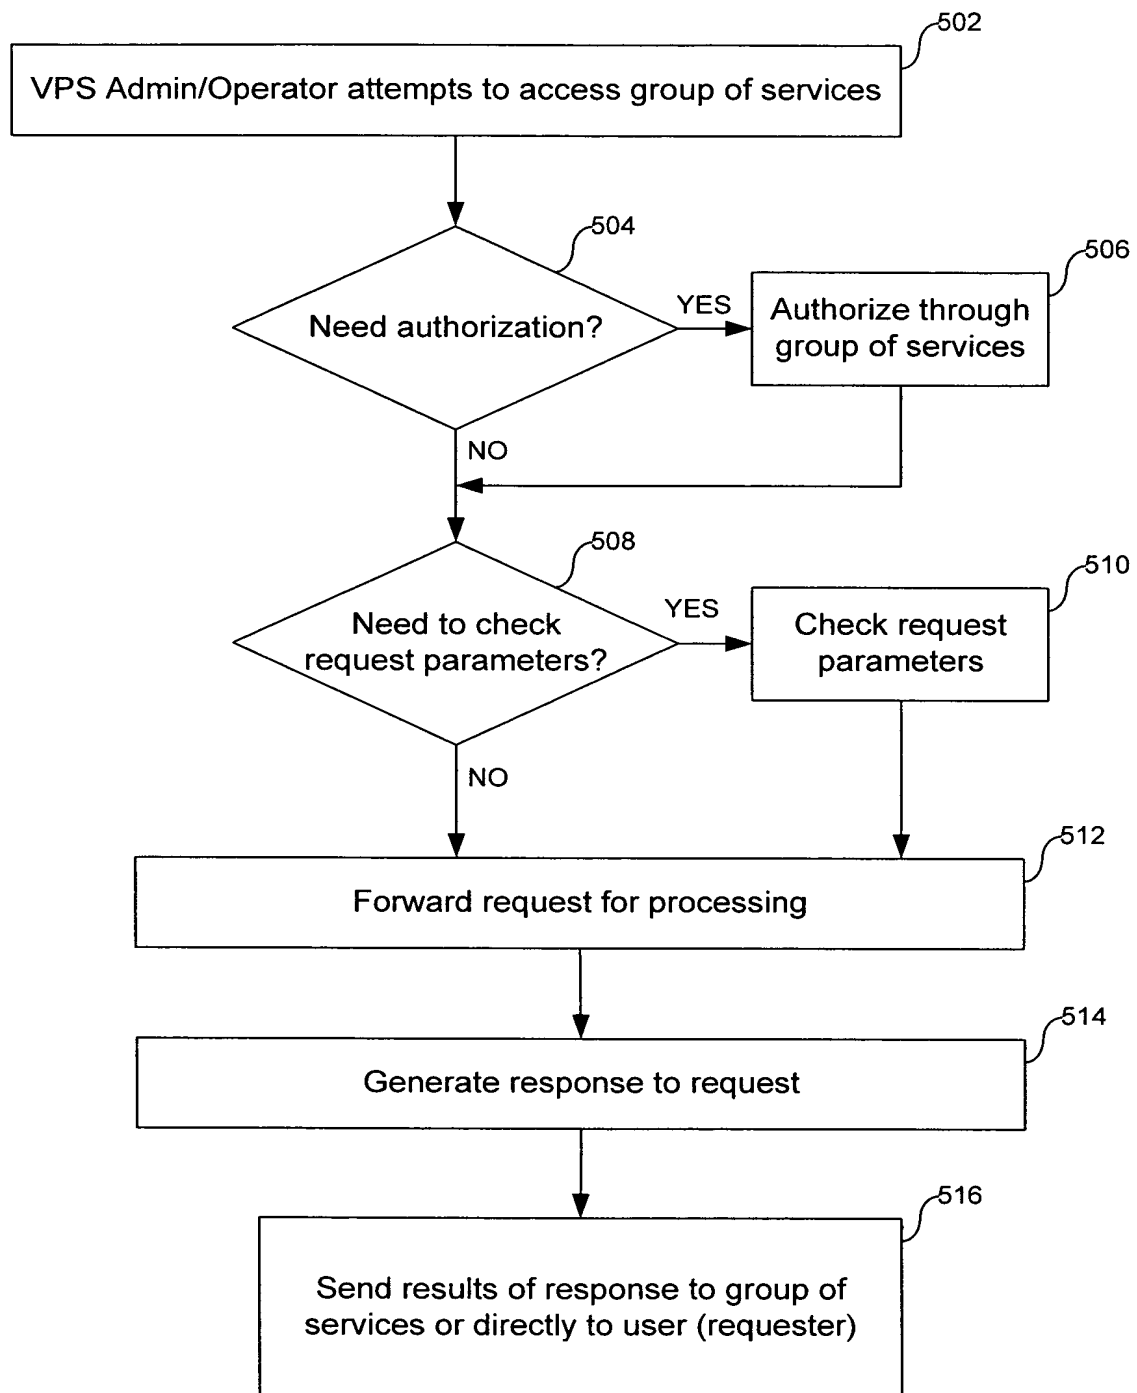 502
VPS Admin/Operator attempts to access group of services
504
Need authorization?
YES
506
Authorize through
group of services
NO
508
Need to check
request parameters?
YES
510
Check request
parameters
NO
512
Forward request for processing
514
Generate response to request
516
Send results of response to group of
services or directly to user (requester)